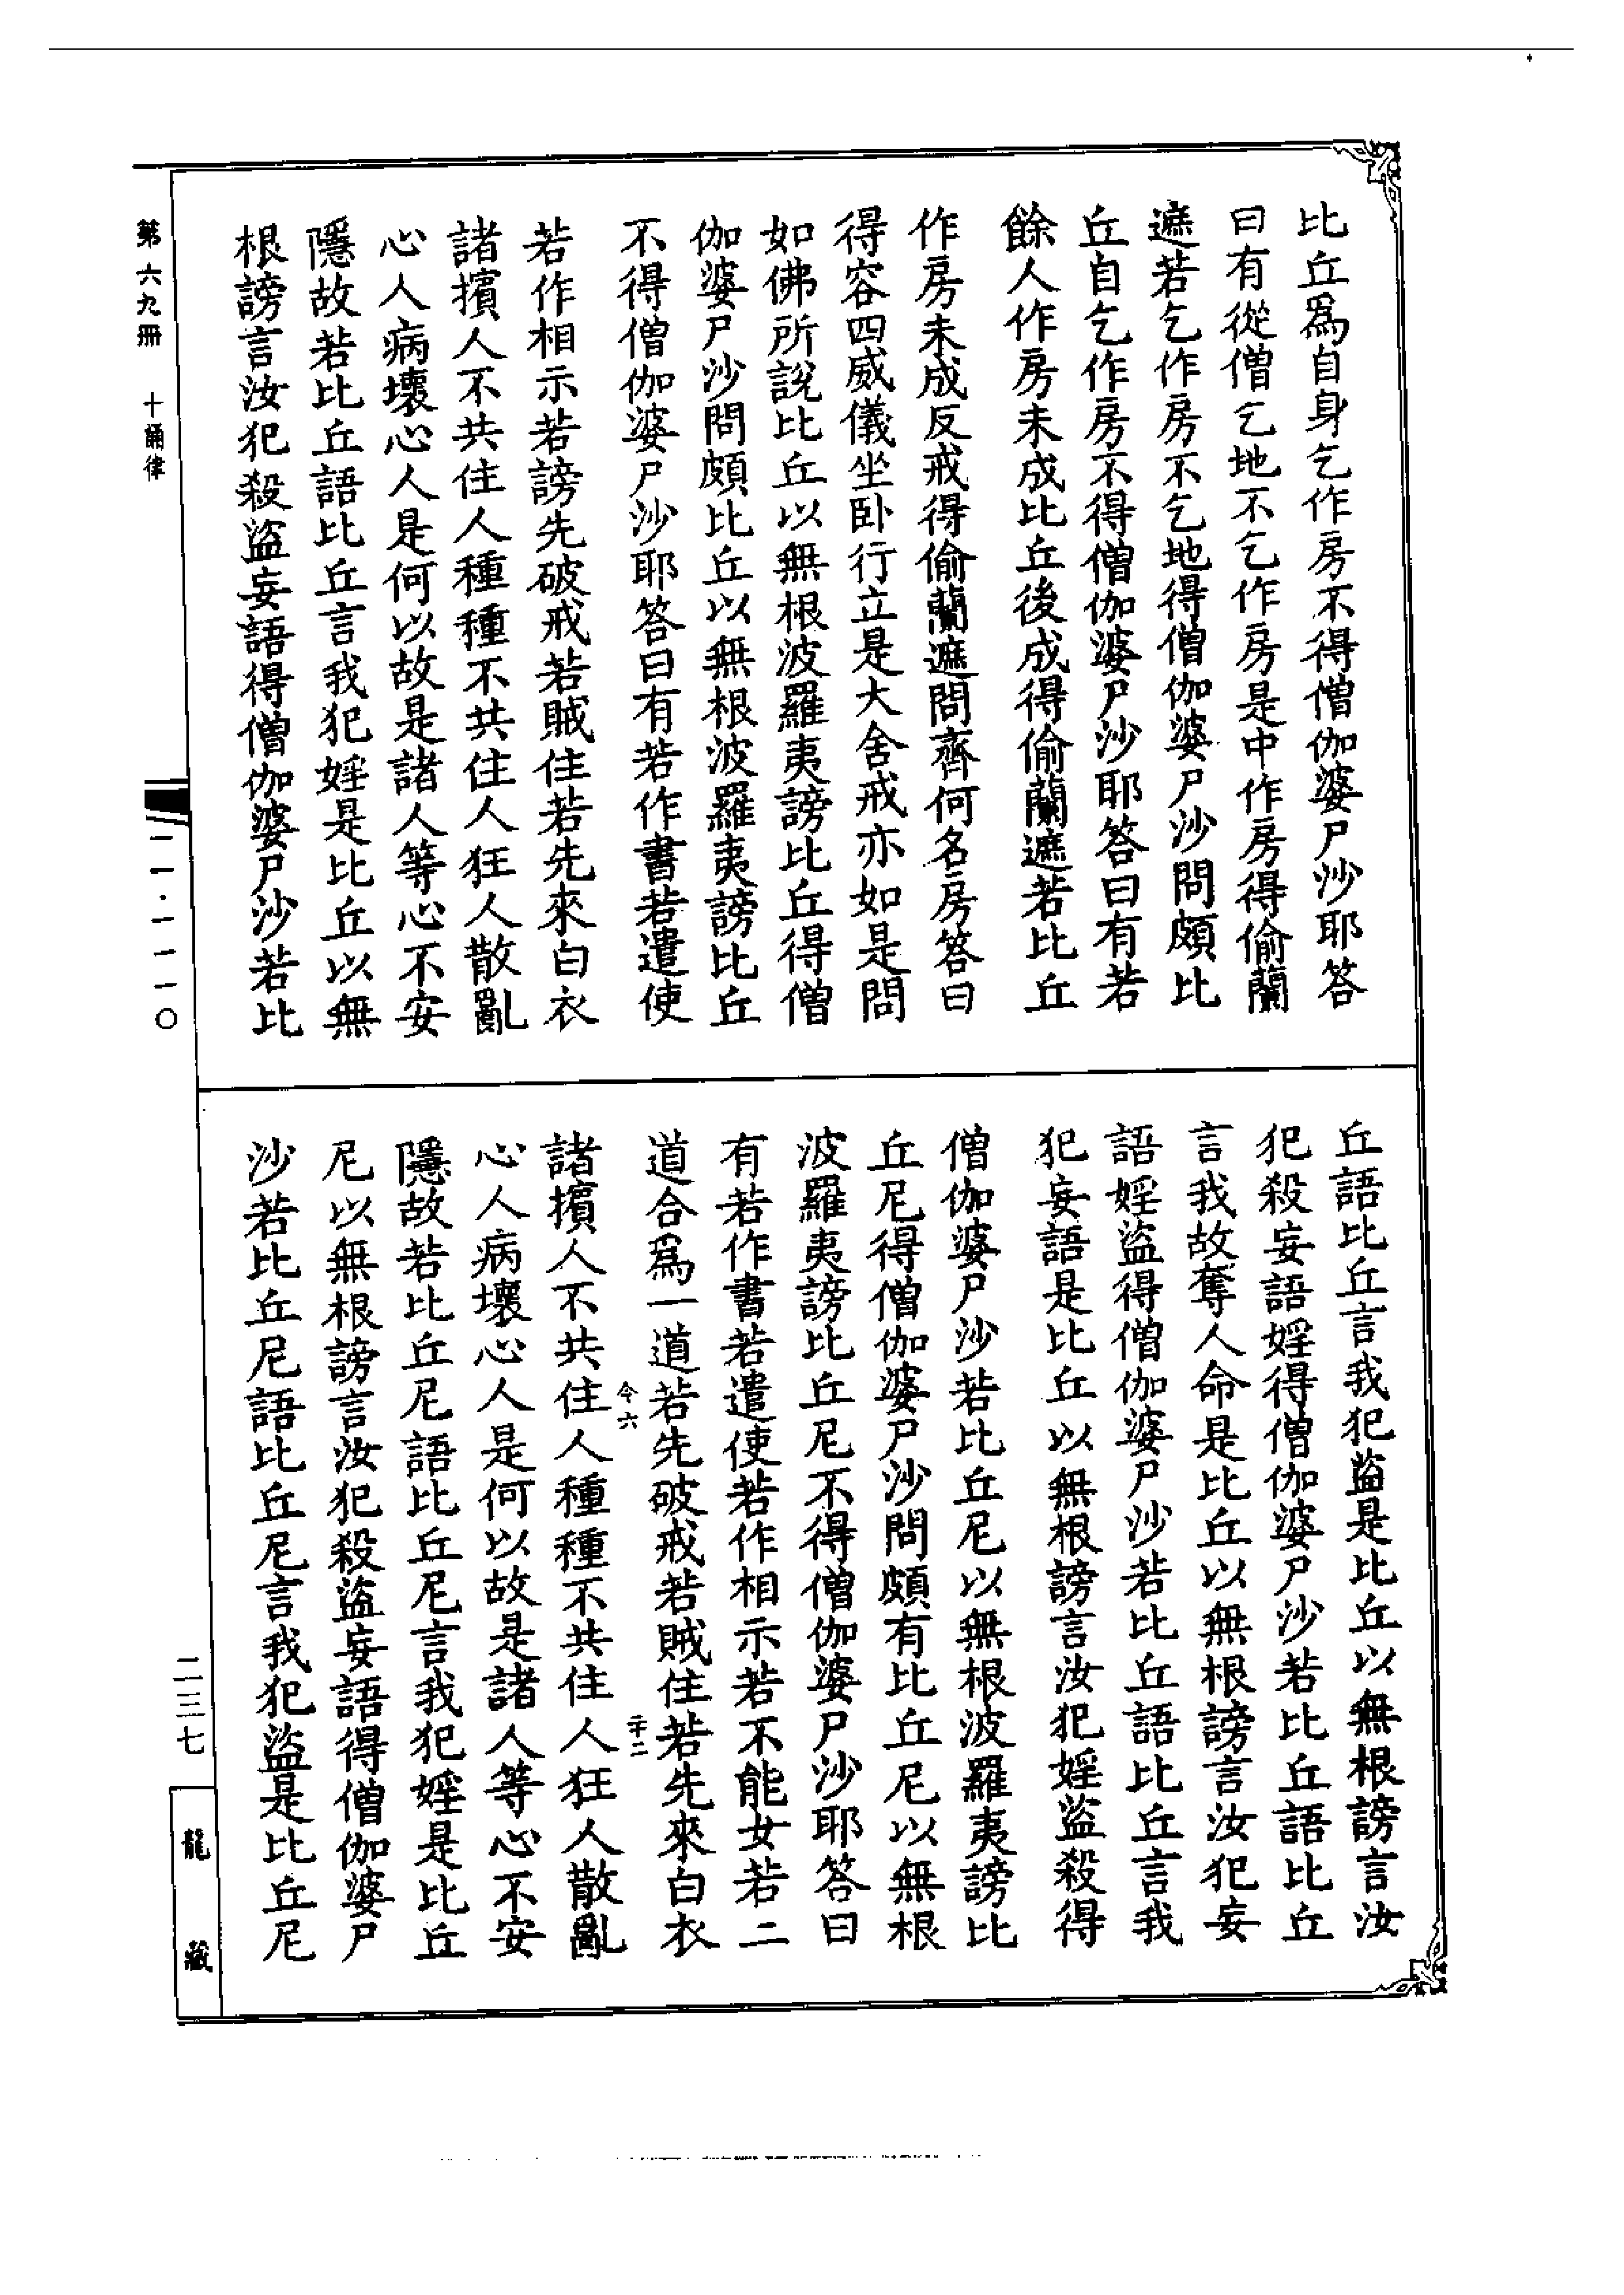 比丘爲自身乞作房不得僧伽婆尸沙耶答
曰有從僧乞地不乞作房是中作房得偷蘭
遮若乞作房不乞地得僧伽婆尸沙問頗比
丘自乞作房不得僧伽婆尸沙耶答曰有若
餘人作房未成比丘後成得偷蘭遮若比丘
作房未成反戒得偷蘭遮問齊何名房答曰
得容四威儀坐卧行立是大舍戒亦如是問
如佛所說比丘以無根波羅夷謗比丘得僧
伽婆尸沙問頗比丘以無根波羅夷謗比丘
不得僧伽婆尸沙耶答曰有若作書若遣使
若作相示若謗先破戒若賊住若先來白衣
諸擯人不共住人種種不共住人狂人散亂
心人病壞心人是何以故是諸人等心不安
隱故若比丘語比丘言我犯婬是比丘以無
根謗言汝犯殺盜妄語得僧伽婆尸沙若比
丘語比丘言我犯盜是比丘以無根謗言汝
犯殺妄語婬得僧伽婆尸沙若比丘語比丘
言我故奪人命是比丘以無根謗言汝犯妄
語婬盜得僧伽婆尸沙若比丘語比丘言我
犯妄語是比丘以無根謗言汝犯婬盜殺得
僧伽婆尸沙若比丘尼以無根波羅夷謗比
丘尼得僧伽婆尸沙問頗有比丘尼以無根
波羅夷謗比丘尼不得僧伽婆尸沙耶答曰
有若作書若遣使若作相示若不能女若二
道合爲一道若先破戒若賊住若先來白衣
今六
二十二
諸擯人不共住人種種不共住人狂人散亂
心人病壞心人是何以故是諸人等心不安
隱故若比丘尼語比丘尼言我犯婬是比丘
尼以無根謗言汝犯殺盜妄語得僧伽婆尸
沙若比丘尼語比丘尼言我犯盜是比丘尼
第六九冊 十誦律
一一·一一一〇
二三七
龍藏